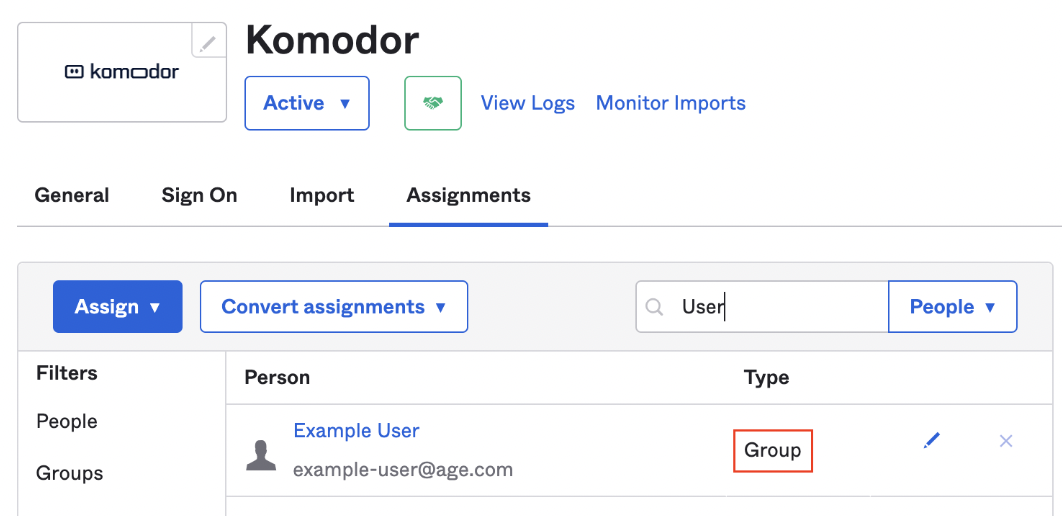 Komodor
komodor
Active ▼ View Logs Monitor Imports
General Sign On Import Assignments
Assign ▼ Convert assignments ▼ User People ▼
Filters Person Type
People
Example User
Group
example-user@age.com
Groups